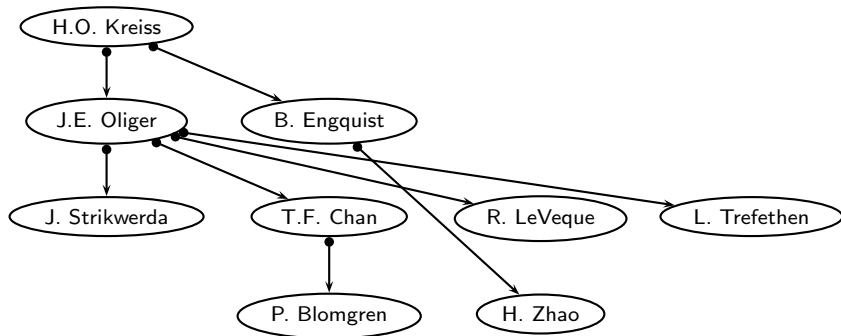 H.O. Kreiss
J.E. Oliger
B. Engquist
J. Strikwerda
T.F. Chan
R. LeVeque
L. Trefethen
P. Blomgren
H. Zhao